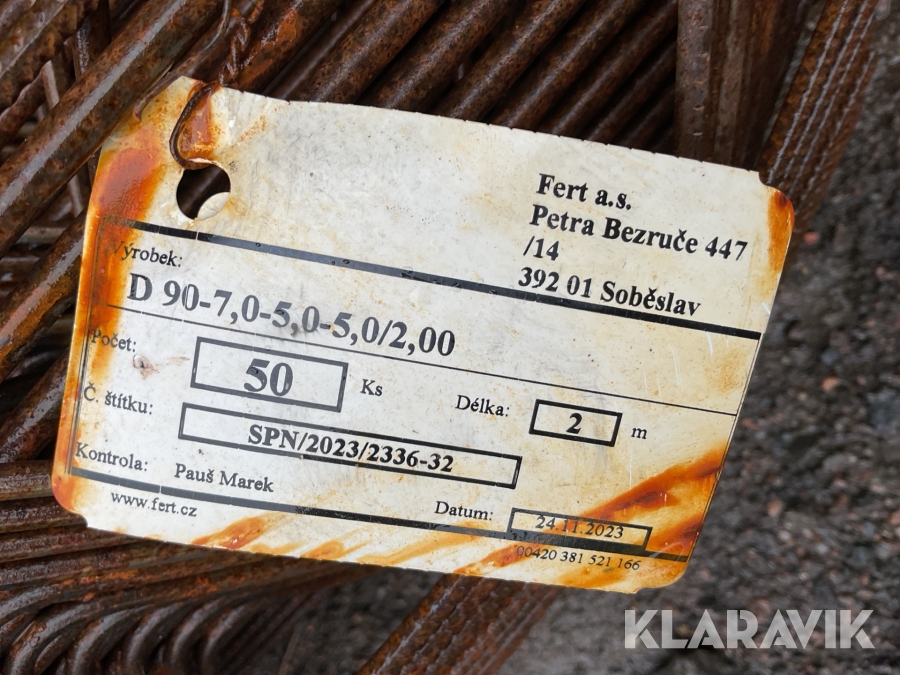 Fert a.s.
Petra Bezruče 447
/14
392 01 Soběslav
Výrobek:
D 90-7,0-5,0-5,0/2,00
Počet:
50
Ks
Délka:
2
m
Č. štítku:
SPN/2023/2336-32
Kontrola:
Pauš Marek
Datum:
24.11.2023
www.fert.cz
00420 381 521 166
KLARAVIK